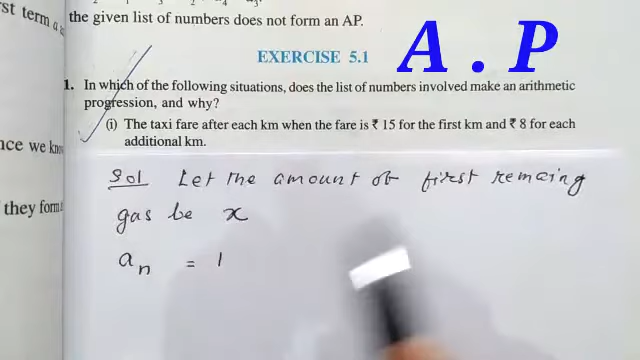 rst term a
the given list of numbers does not form an AP.
EXERCISE 5.1
A . P
1. In which of the following situations, does the list of numbers involved make an arithmetic
progression, and why?
(i) The taxi fare after each km when the fare is ₹ 15 for the first km and ₹ 8 for each
additional km.
nce we know
they form
Sol Let the amount of first remaing
gas be x
an = 1